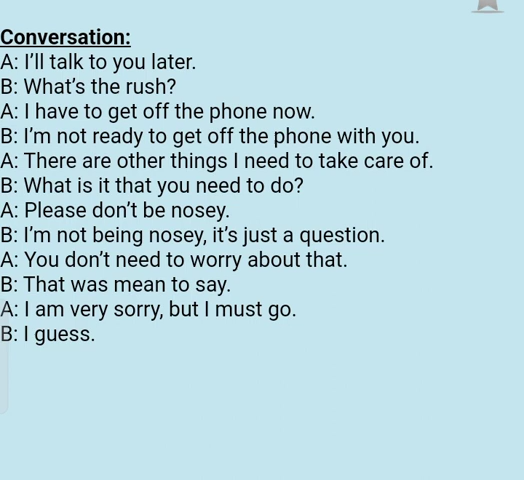 Conversation:
A: I’ll talk to you later.
B: What’s the rush?
A: I have to get off the phone now.
B: I’m not ready to get off the phone with you.
A: There are other things I need to take care of.
B: What is it that you need to do?
A: Please don’t be nosey.
B: I’m not being nosey, it’s just a question.
A: You don’t need to worry about that.
B: That was mean to say.
A: I am very sorry, but I must go.
B: I guess.